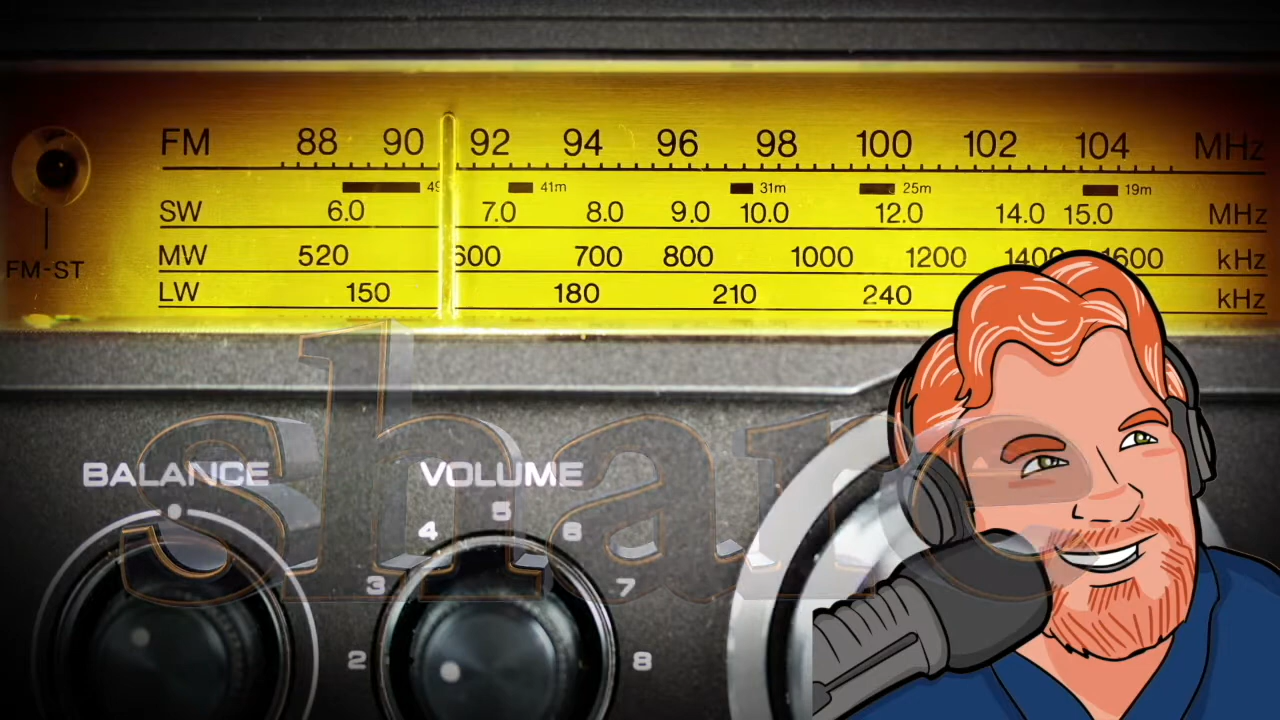 FM 88 90 92 94 96 98 100 102 104 MHz
49 41m 31m 25m 19m
SW 6.0 7.0 8.0 9.0 10.0 12.0 14.0 15.0 MHz
MW 520 600 700 800 1000 1200 1400 1600 kHz
FM-ST
LW 150 180 210 240 kHz
share
BALANCE VOLUME
5
4 6
3 7
2 8